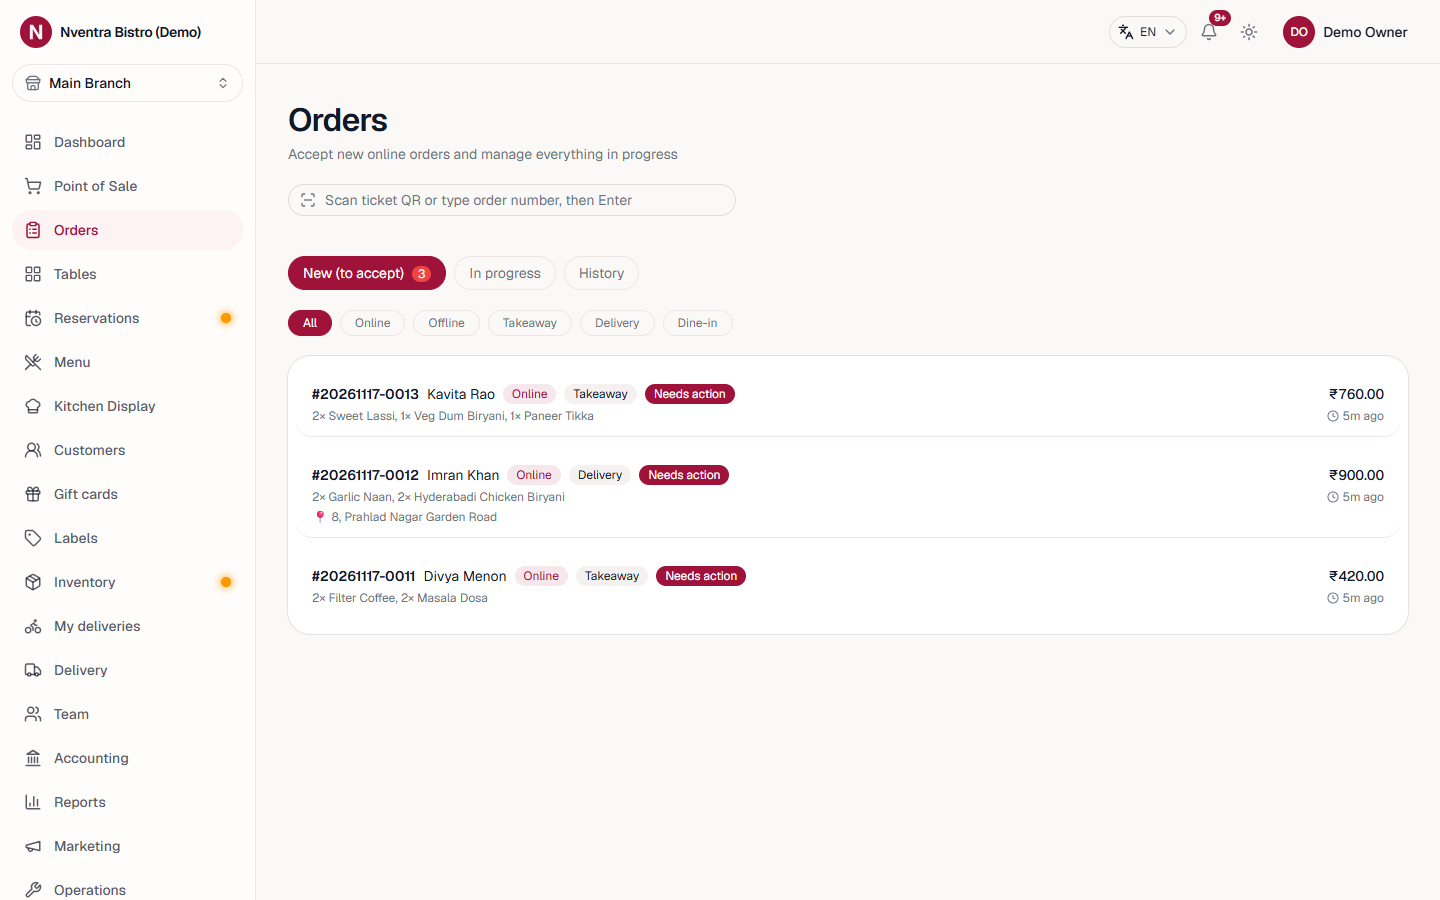 N Nventra Bistro (Demo)
Main Branch
Dashboard
Point of Sale
Orders
Tables
Reservations
Menu
Kitchen Display
Customers
Gift cards
Labels
Inventory
My deliveries
Delivery
Team
Accounting
Reports
Marketing
Operations
EN
9+
DO Demo Owner
Orders
Accept new online orders and manage everything in progress
Scan ticket QR or type order number, then Enter
New (to accept) 3 In progress History
All Online Offline Takeaway Delivery Dine-in
#20261117-0013 Kavita Rao Online Takeaway Needs action ₹760.00
2× Sweet Lassi, 1× Veg Dum Biryani, 1× Paneer Tikka 5m ago
#20261117-0012 Imran Khan Online Delivery Needs action ₹900.00
2× Garlic Naan, 2× Hyderabadi Chicken Biryani 5m ago
8, Prahlad Nagar Garden Road
#20261117-0011 Divya Menon Online Takeaway Needs action ₹420.00
2× Filter Coffee, 2× Masala Dosa 5m ago